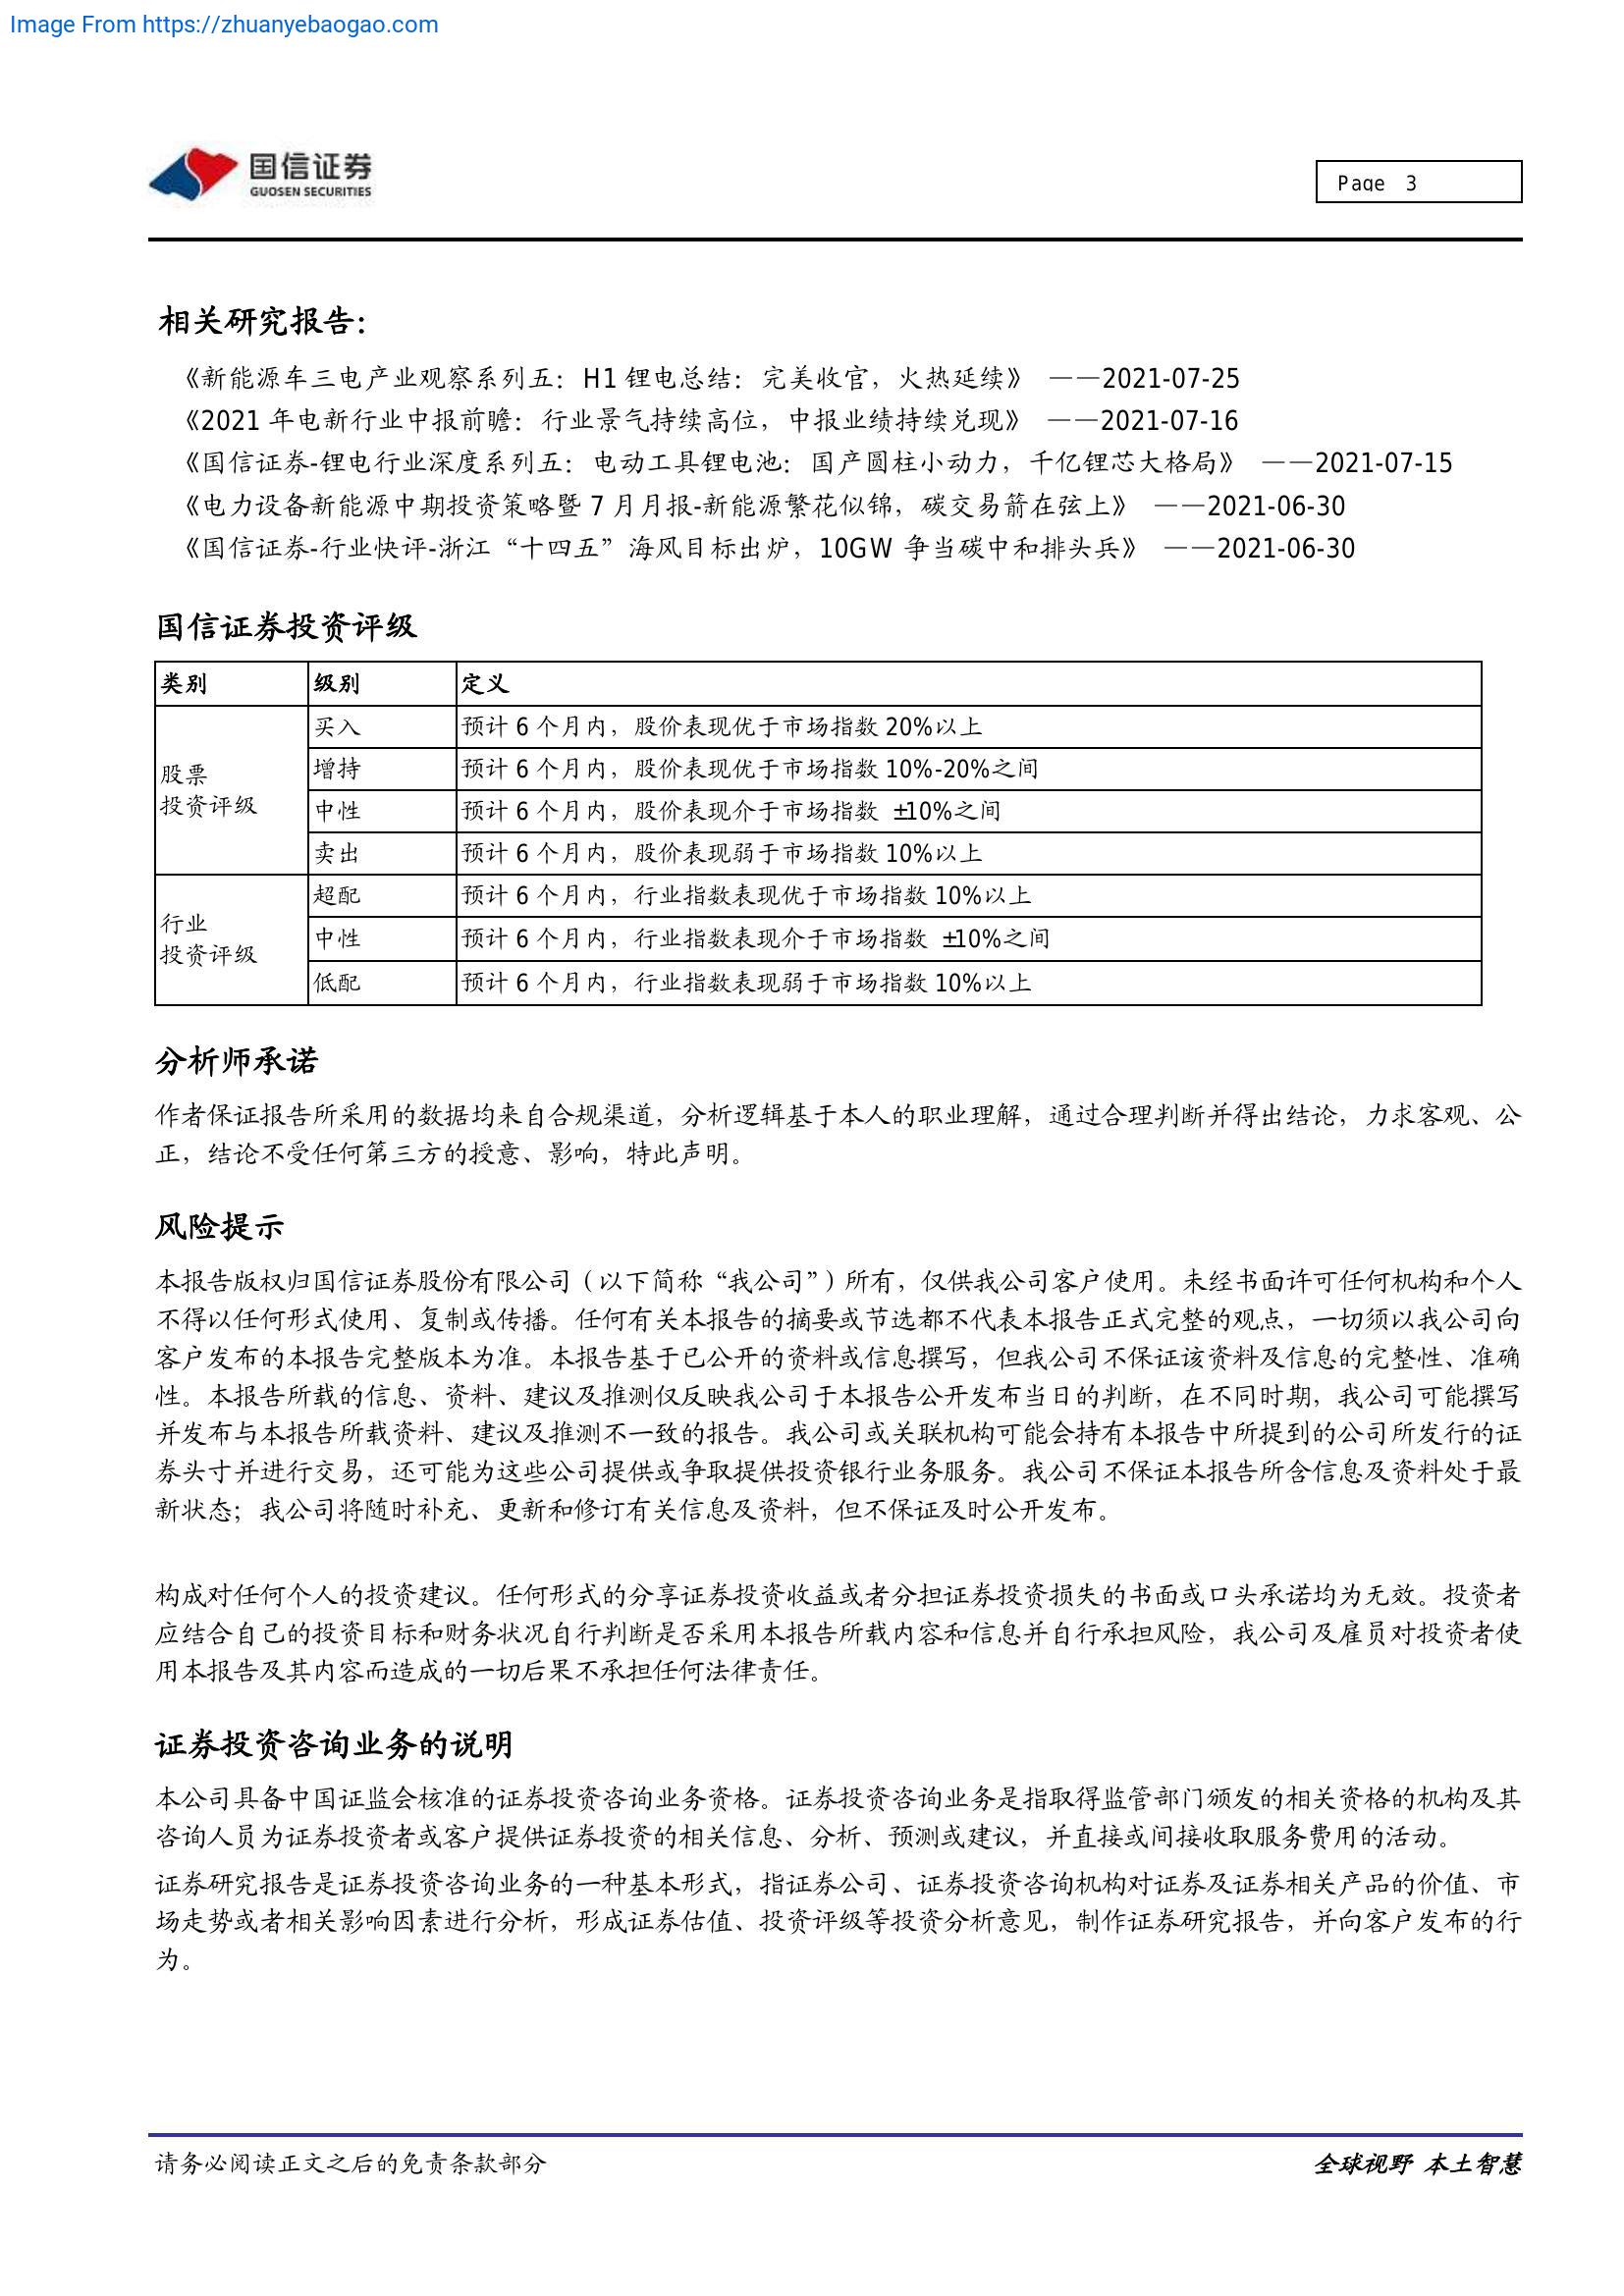 Image From https://zhuanyebaogao.com
国信证券
GUOSEN SECURITIES
Page 3
相关研究报告：
《新能源车三电产业观察系列五：H1 锂电总结：完美收官，火热延续》 ——2021-07-25
《2021 年电新行业中报前瞻：行业景气持续高位，中报业绩持续兑现》 ——2021-07-16
《国信证券-锂电行业深度系列五：电动工具锂电池：国产圆柱小动力，千亿锂芯大格局》 ——2021-07-15
《电力设备新能源中期投资策略暨 7 月月报-新能源繁花似锦，碳交易箭在弦上》 ——2021-06-30
《国信证券-行业快评-浙江“十四五”海风目标出炉，10GW 争当碳中和排头兵》 ——2021-06-30
国信证券投资评级
类别 级别 定义
股票
投资评级
买入 预计 6 个月内，股价表现优于市场指数 20%以上
增持 预计 6 个月内，股价表现优于市场指数 10%-20%之间
中性 预计 6 个月内，股价表现介于市场指数 ±10%之间
卖出 预计 6 个月内，股价表现弱于市场指数 10%以上
行业
投资评级
超配 预计 6 个月内，行业指数表现优于市场指数 10%以上
中性 预计 6 个月内，行业指数表现介于市场指数 ±10%之间
低配 预计 6 个月内，行业指数表现弱于市场指数 10%以上
分析师承诺
作者保证报告所采用的数据均来自合规渠道，分析逻辑基于本人的职业理解，通过合理判断并得出结论，力求客观、公
正，结论不受任何第三方的授意、影响，特此声明。
风险提示
本报告版权归国信证券股份有限公司（以下简称“我公司”）所有，仅供我公司客户使用。未经书面许可任何机构和个人
不得以任何形式使用、复制或传播。任何有关本报告的摘要或节选都不代表本报告正式完整的观点，一切须以我公司向
客户发布的本报告完整版本为准。本报告基于已公开的资料或信息撰写，但我公司不保证该资料及信息的完整性、准确
性。本报告所载的信息、资料、建议及推测仅反映我公司于本报告公开发布当日的判断，在不同时期，我公司可能撰写
并发布与本报告所载资料、建议及推测不一致的报告。我公司或关联机构可能会持有本报告中所提到的公司所发行的证
券头寸并进行交易，还可能为这些公司提供或争取提供投资银行业务服务。我公司不保证本报告所含信息及资料处于最
新状态；我公司将随时补充、更新和修订有关信息及资料，但不保证及时公开发布。
构成对任何个人的投资建议。任何形式的分享证券投资收益或者分担证券投资损失的书面或口头承诺均为无效。投资者
应结合自己的投资目标和财务状况自行判断是否采用本报告所载内容和信息并自行承担风险，我公司及雇员对投资者使
用本报告及其内容而造成的一切后果不承担任何法律责任。
证券投资咨询业务的说明
本公司具备中国证监会核准的证券投资咨询业务资格。证券投资咨询业务是指取得监管部门颁发的相关资格的机构及其
咨询人员为证券投资者或客户提供证券投资的相关信息、分析、预测或建议，并直接或间接收取服务费用的活动。
证券研究报告是证券投资咨询业务的一种基本形式，指证券公司、证券投资咨询机构对证券及证券相关产品的价值、市
场走势或者相关影响因素进行分析，形成证券估值、投资评级等投资分析意见，制作证券研究报告，并向客户发布的行
为。
请务必阅读正文之后的免责条款部分
全球视野 本土智慧